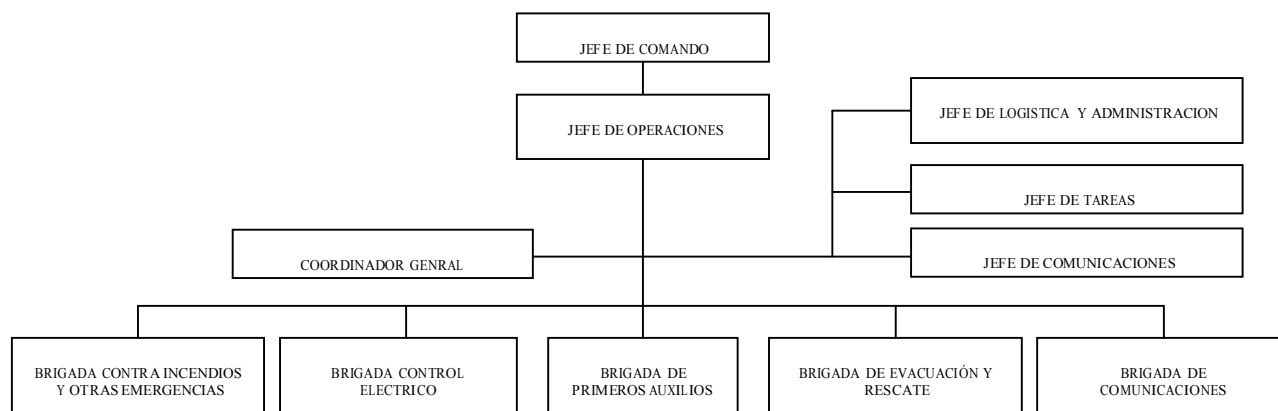 JEFE DE COMANDO
JEFE DE OPERACIONES
JEFE DE LOGISTICA Y ADMINISTRACION
JEFE DE TAREAS
COORDINADOR GENRAL
JEFE DE COMUNICACIONES
BRIGADA CONTRA INCENDIOS
Y OTRAS EMERGENCIAS
BRIGADA CONTROL
ELECTRICO
BRIGADA DE
PRIMEROS AUXILIOS
BRIGADA DE EVACUACIÓN Y
RESCATE
BRIGADA DE
COMUNICACIONES